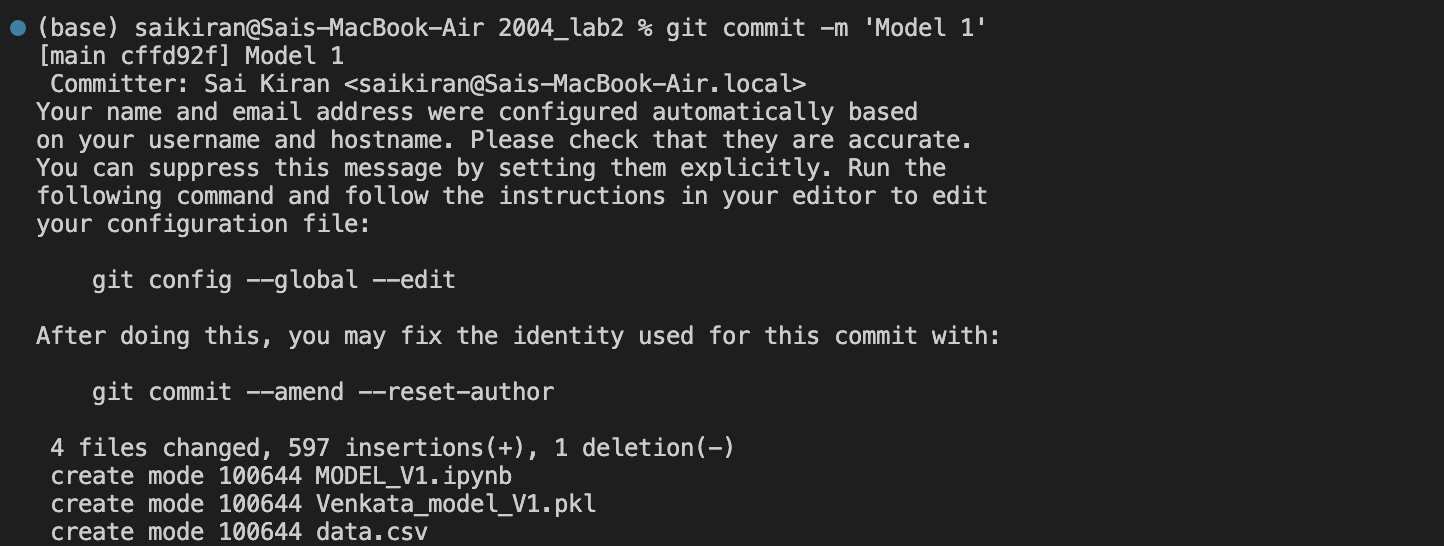 (base) saikiran@Sais-MacBook-Air 2004_lab2 % git commit -m 'Model 1'
[main cffd92f] Model 1
Committer: Sai Kiran <saikiran@Sais-MacBook-Air.local>
Your name and email address were configured automatically based
on your username and hostname. Please check that they are accurate.
You can suppress this message by setting them explicitly. Run the
following command and follow the instructions in your editor to edit
your configuration file:
git config --global --edit
After doing this, you may fix the identity used for this commit with:
git commit --amend --reset-author
4 files changed, 597 insertions(+), 1 deletion(-)
create mode 100644 MODEL_V1.ipynb
create mode 100644 Venkata_model_V1.pkl
create mode 100644 data.csv